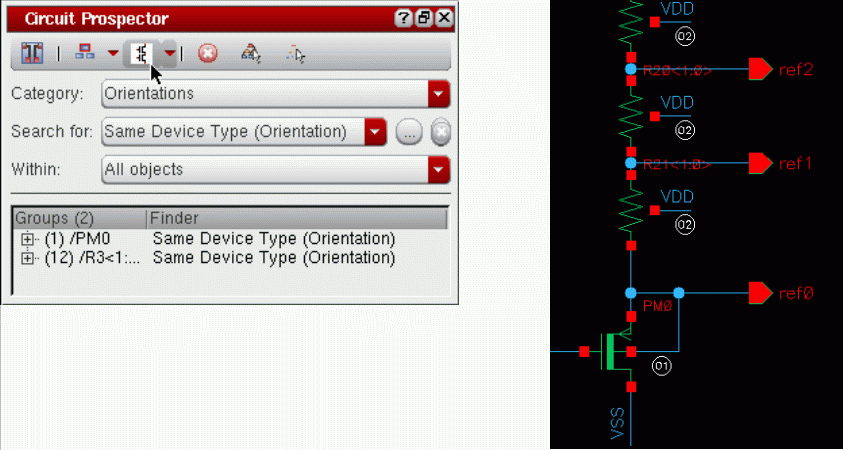 Circuit Prospector
Category: Orientations
Search for: Same Device Type (Orientation) ...
Within: All objects
Groups (2) Finder
(1) /PM0 Same Device Type (Orientation)
(12) /R3<1:... Same Device Type (Orientation)
VDD
02
R20<1:0> ref2
VDD
02
R21<1:0> ref1
VDD
02
PM0 ref0
01
VSS